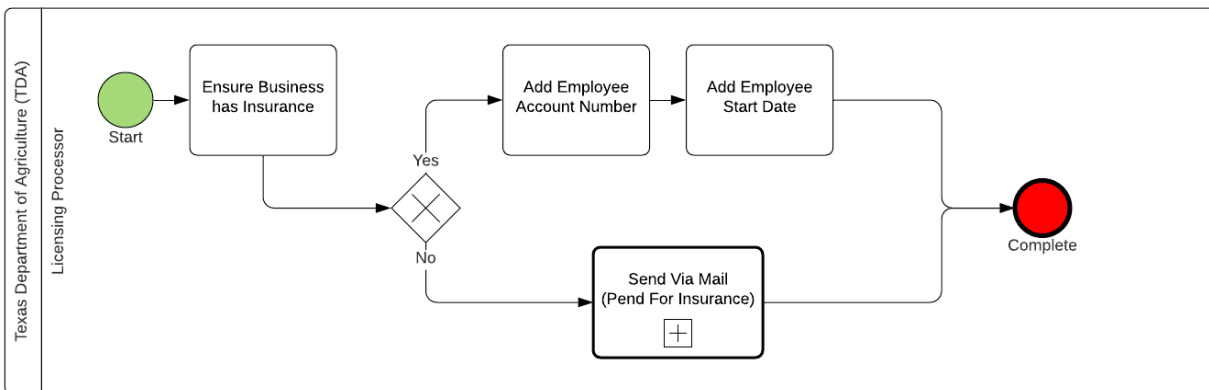 Texas Department of Agriculture (TDA)
Licensing Processor
Start
Ensure Business
has Insurance
Yes
No
Add Employee
Account Number
Add Employee
Start Date
Send Via Mail
(Pend For Insurance)
Complete